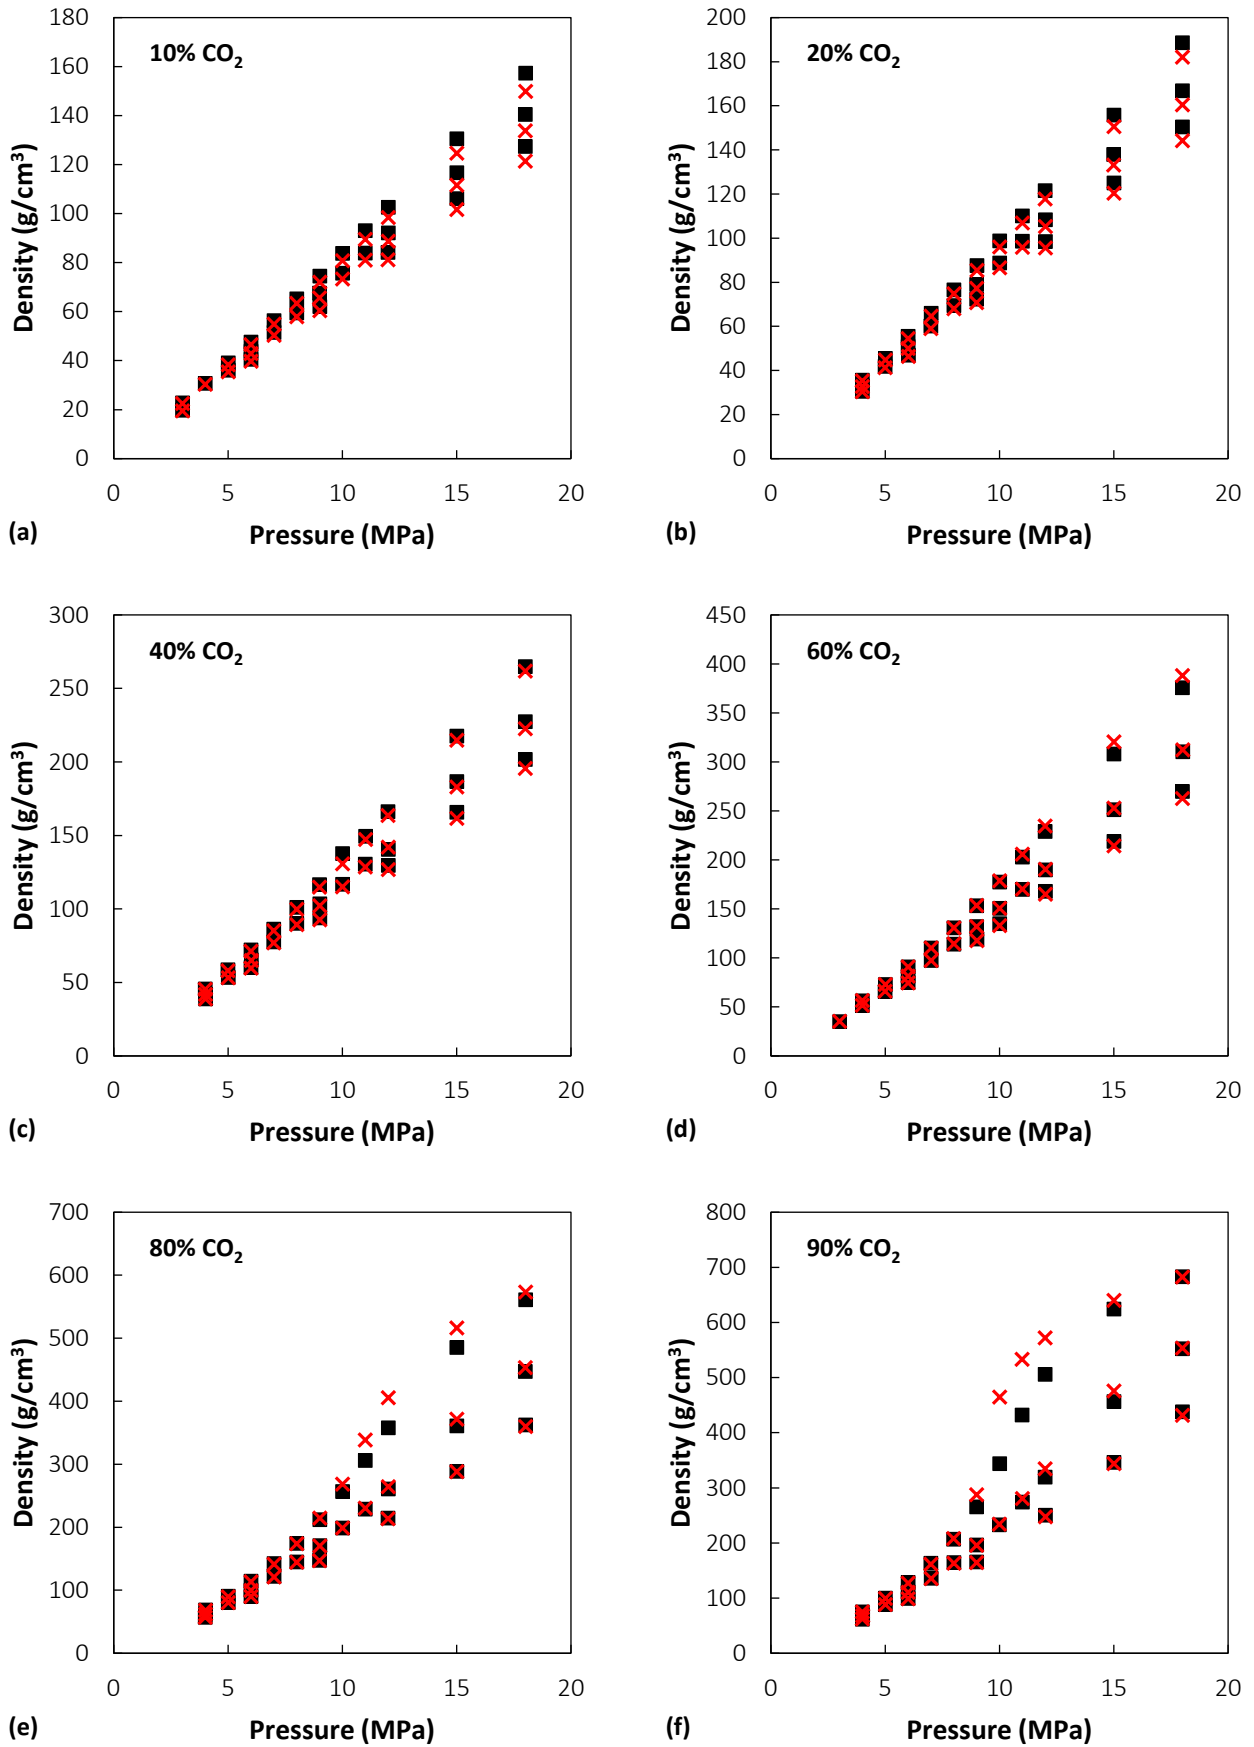 180
160
140
120
100
80
60
40
20
0
Density (g/cm³)
10% CO₂
0 5 10 15 20
Pressure (MPa)
(a)
200
180
160
140
120
100
80
60
40
20
0
Density (g/cm³)
20% CO₂
0 5 10 15 20
Pressure (MPa)
(b)
300
250
200
150
100
50
0
Density (g/cm³)
40% CO₂
0 5 10 15 20
Pressure (MPa)
(c)
450
400
350
300
250
200
150
100
50
0
Density (g/cm³)
60% CO₂
0 5 10 15 20
Pressure (MPa)
(d)
700
600
500
400
300
200
100
0
Density (g/cm³)
80% CO₂
0 5 10 15 20
Pressure (MPa)
(e)
800
700
600
500
400
300
200
100
0
Density (g/cm³)
90% CO₂
0 5 10 15 20
Pressure (MPa)
(f)